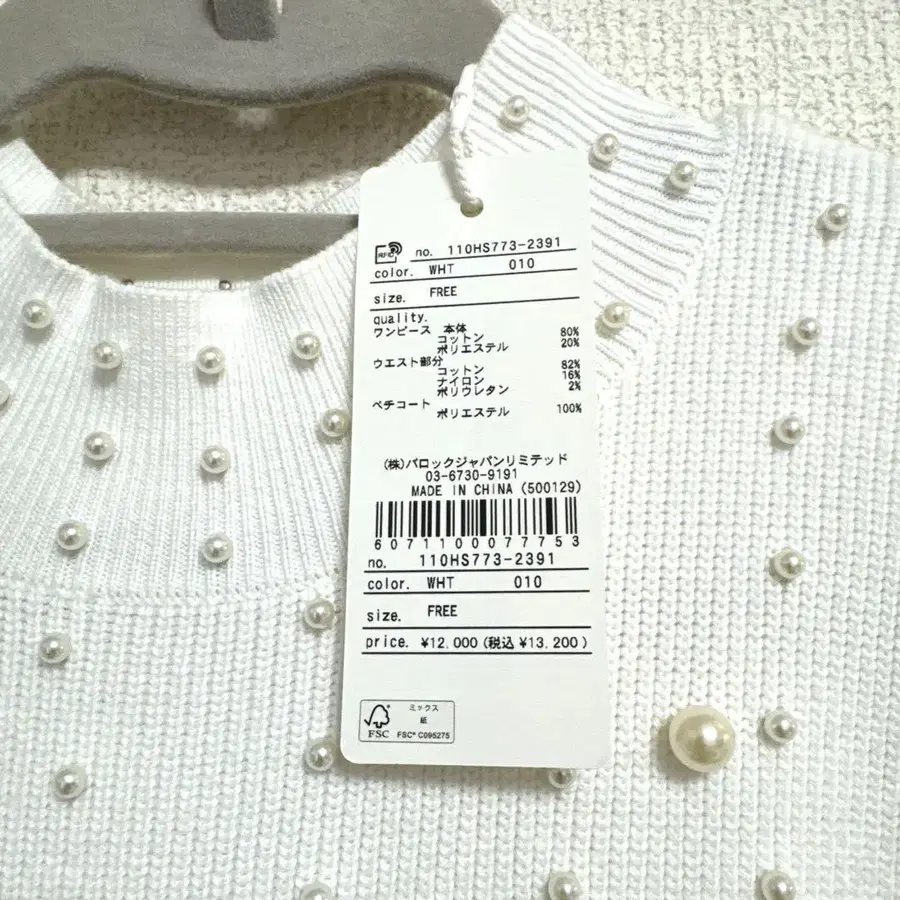 RFID
no. 110HS773-2391
color. WHT 010
size. FREE
quality.
ワンピース 本体
コットン 80%
ポリエステル 20%
ウエスト部分
コットン 82%
ナイロン 16%
ポリウレタン 2%
ペチコート
ポリエステル 100%
(株)バロックジャパンリミテッド
03-6730-9191
MADE IN CHINA (500129)
6071100077753
no. 110HS773-2391
color. WHT 010
size. FREE
price. ¥12,000 (税込 ¥13,200)
ミックス
紙
FSC
FSC® C095275